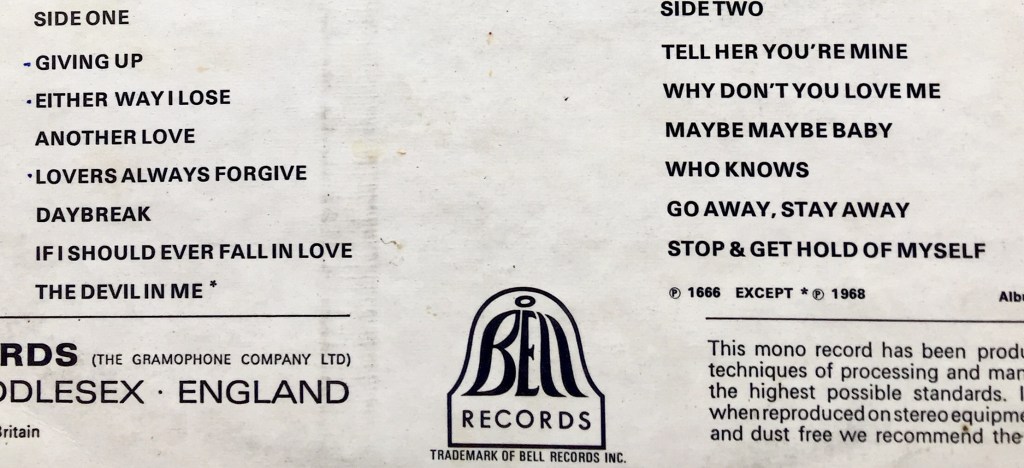 SIDE ONE
GIVING UP
EITHER WAY I LOSE
ANOTHER LOVE
LOVERS ALWAYS FORGIVE
DAYBREAK
IF I SHOULD EVER FALL IN LOVE
THE DEVIL IN ME *
RDS (THE GRAMOPHONE COMPANY LTD)
DDLESEX · ENGLAND
Britain
SIDE TWO
TELL HER YOU'RE MINE
WHY DON'T YOU LOVE ME
MAYBE MAYBE BABY
WHO KNOWS
GO AWAY, STAY AWAY
STOP & GET HOLD OF MYSELF
℗ 1666 EXCEPT * ℗ 1968
Albu
BELL
RECORDS
TRADEMARK OF BELL RECORDS INC.
This mono record has been produ
techniques of processing and man
the highest possible standards. I
when reproduced on stereo equipme
and dust free we recommend the